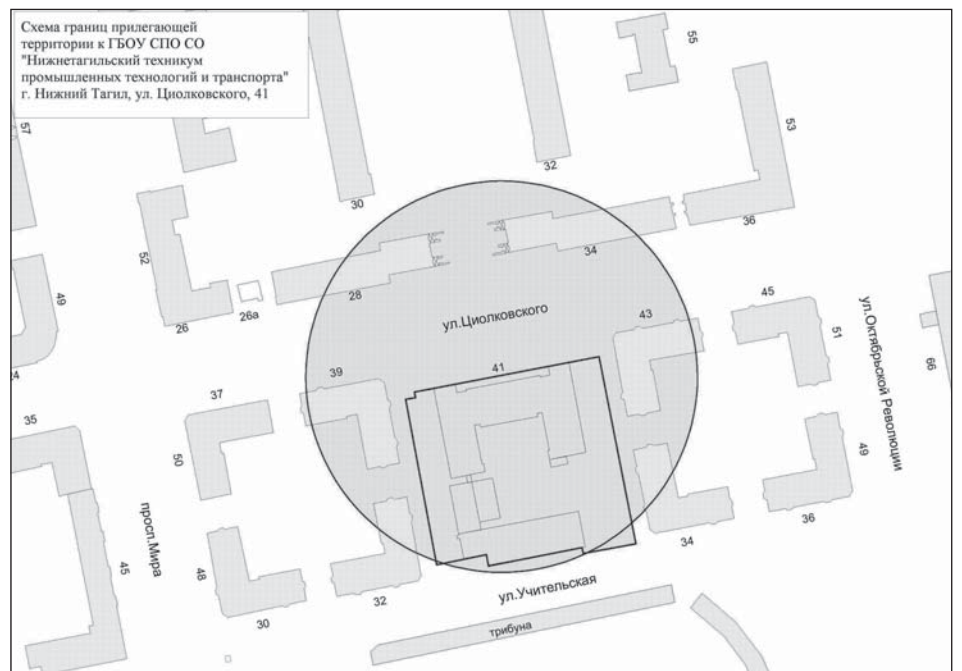 Схема границ прилегающей
территории к ГБОУ СПО СО
"Нижнетагильский техникум
промышленных технологий и транспорта"
г. Нижний Тагил, ул. Циолковского, 41
55
57
53
32
30
36
52
34
49
28
26а
26
45
43
ул.Циолковского
51
66
ул.Октябрьской Революции
39
41
24
37
35
50
49
просп.Мира
36
34
45
48
ул.Учительская
32
30
трибуна